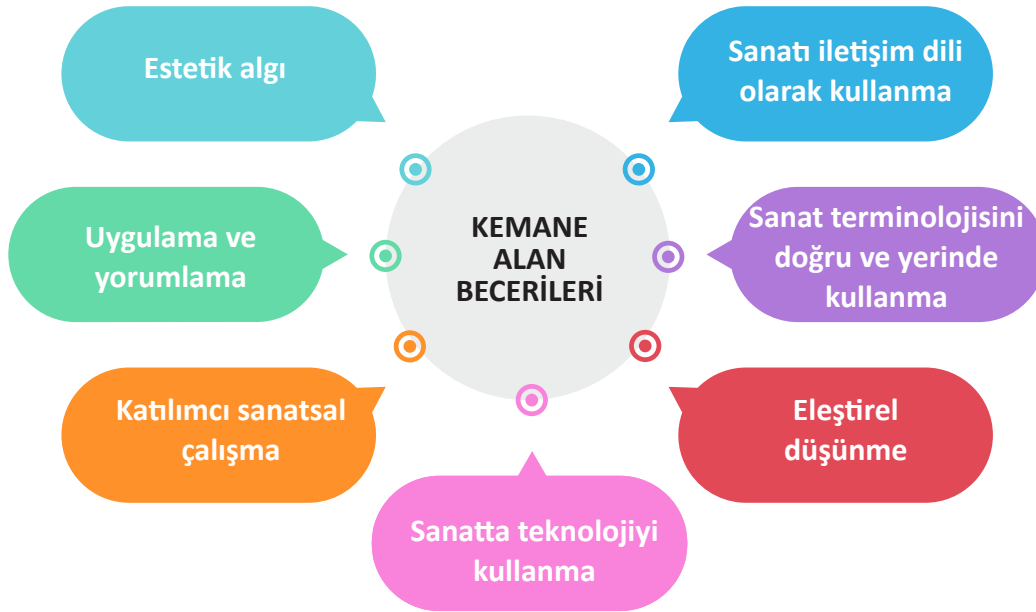 Estetik algı
Sanatı iletişim dili
olarak kullanma
Uygulama ve
yorumlama
KEMANE
ALAN
BECERİLERİ
Sanat terminolojisini
doğru ve yerinde
kullanma
Katılımcı sanatsal
çalışma
Eleştirel
düşünme
Sanatta teknolojiyi
kullanma